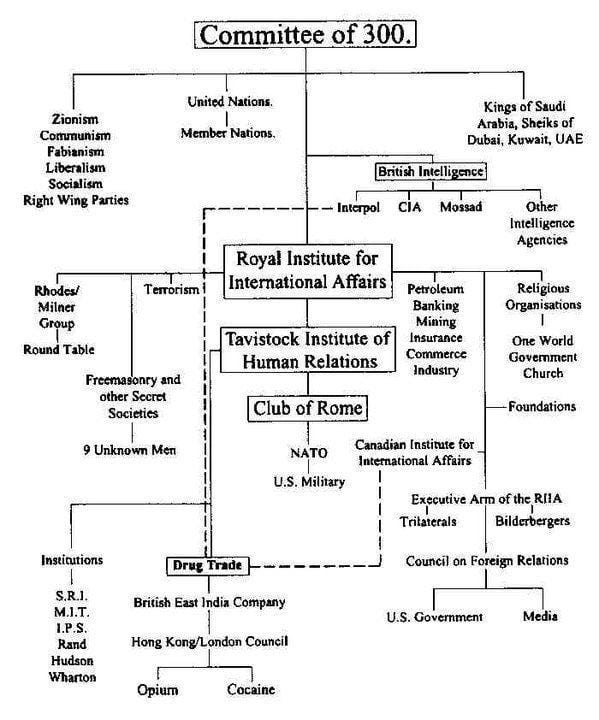 Committee of 300.
Zionism
Communism
Fabianism
Liberalism
Socialism
Right Wing Parties
United Nations.
Member Nations.
Kings of Saudi
Arabia, Sheiks of
Dubai, Kuwait, UAE
British Intelligence
Interpol
CIA
Mossad
Other
Intelligence
Agencies
Royal Institute for
International Affairs
Rhodes/
Milner
Group
Round Table
Terrorism
Freemasonry and
other Secret
Societies
9 Unknown Men
Petroleum
Banking
Mining
Insurance
Commerce
Industry
Religious
Organisations
One World
Government
Church
Tavistock Institute of
Human Relations
Foundations
Club of Rome
NATO
U.S. Military
Canadian Institute for
International Affairs
Executive Arm of the RIIA
Trilaterals
Bilderbergers
Council on Foreign Relations
U.S. Government
Media
Institutions
S.R.I.
M.I.T.
I.P.S.
Rand
Hudson
Wharton
Drug Trade
British East India Company
Hong Kong/London Council
Opium
Cocaine